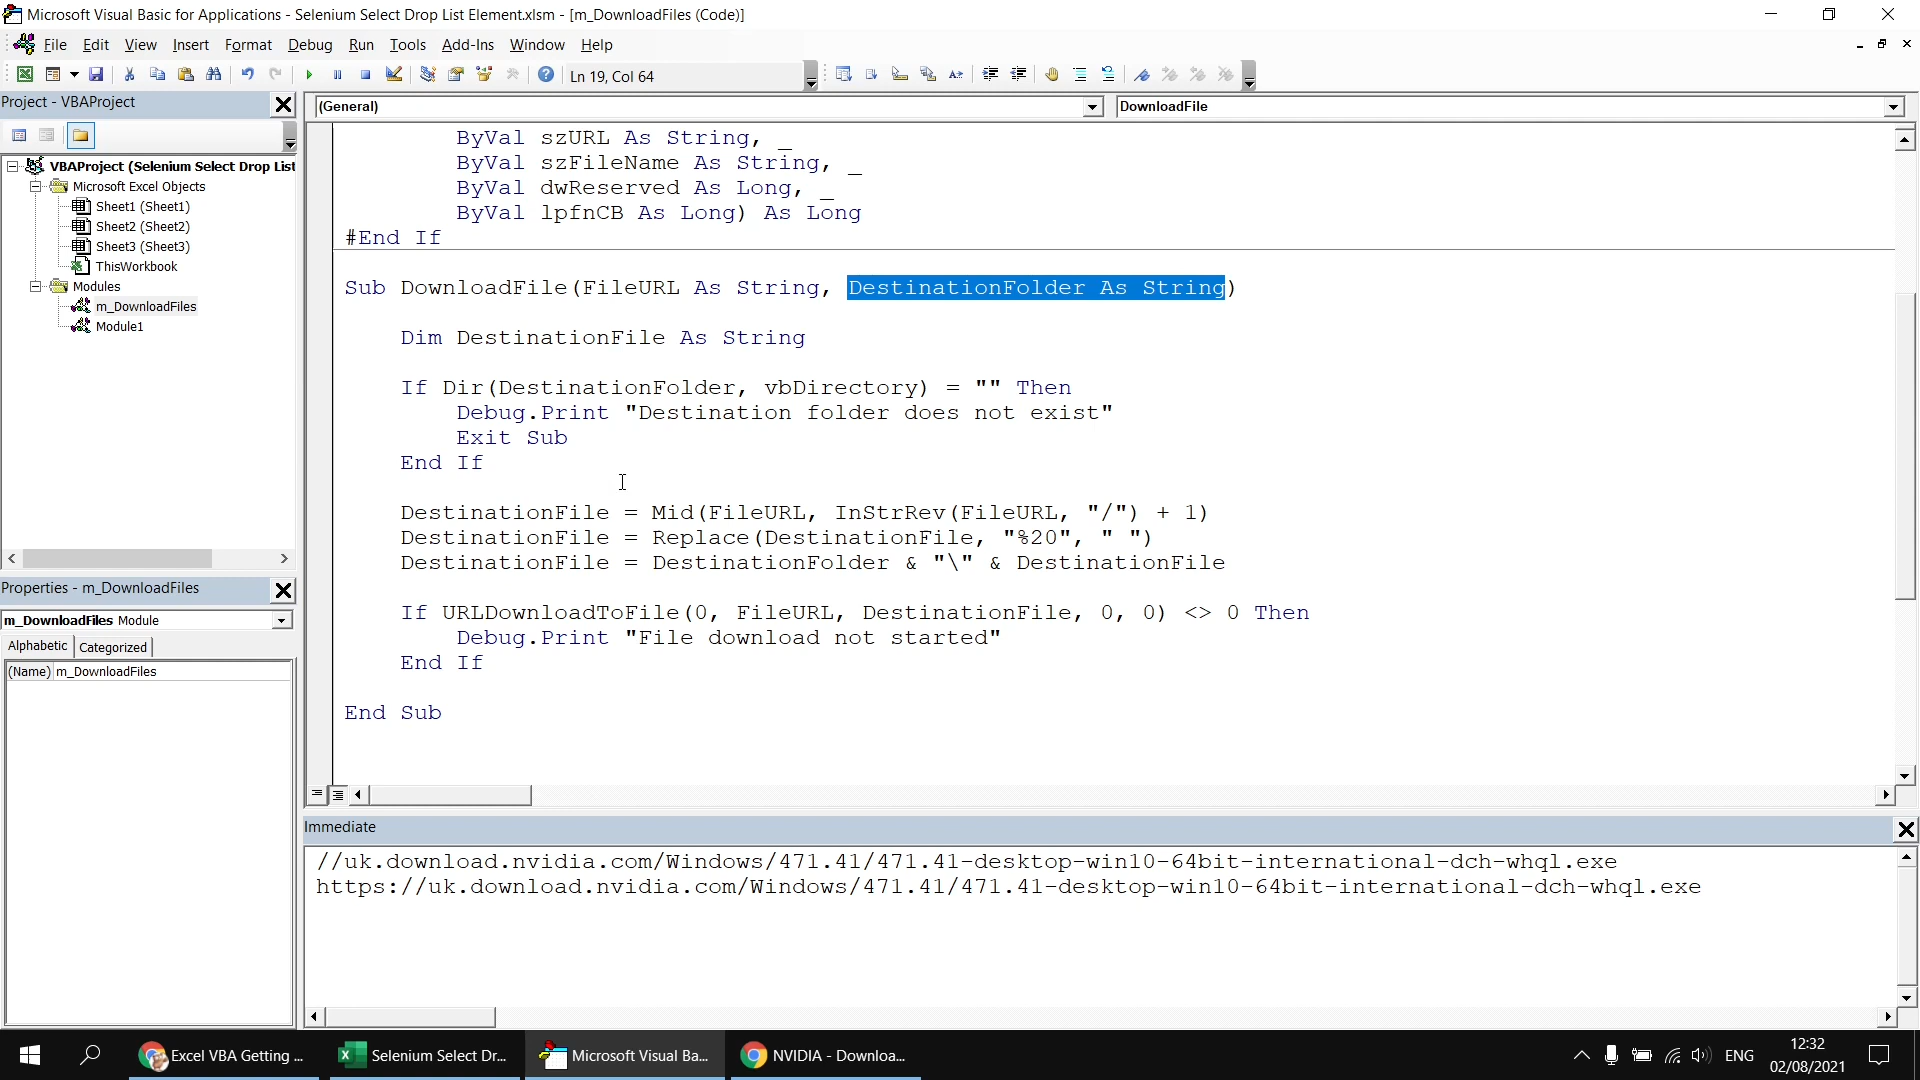 Microsoft Visual Basic for Applications - Selenium Select Drop List Element.xlsm - [m_DownloadFiles (Code)]
File Edit View Insert Format Debug Run Tools Add-Ins Window Help
Ln 19, Col 64
Project - VBAProject
(General)
DownloadFile
VBAProject (Selenium Select Drop List
Microsoft Excel Objects
Sheet1 (Sheet1)
Sheet2 (Sheet2)
Sheet3 (Sheet3)
ThisWorkbook
Modules
m_DownloadFiles
Module1
Properties - m_DownloadFiles
m_DownloadFiles Module
Alphabetic Categorized
(Name) m_DownloadFiles
ByVal szURL As String, _
ByVal szFileName As String, _
ByVal dwReserved As Long, _
ByVal lpfnCB As Long) As Long
#End If
Sub DownloadFile(FileURL As String, DestinationFolder As String)
Dim DestinationFile As String
If Dir(DestinationFolder, vbDirectory) = "" Then
Debug.Print "Destination folder does not exist"
Exit Sub
End If
DestinationFile = Mid(FileURL, InStrRev(FileURL, "/") + 1)
DestinationFile = Replace(DestinationFile, "%20", " ")
DestinationFile = DestinationFolder & "\" & DestinationFile
If URLDownloadToFile(0, FileURL, DestinationFile, 0, 0) <> 0 Then
Debug.Print "File download not started"
End If
End Sub
Immediate
//uk.download.nvidia.com/Windows/471.41/471.41-desktop-win10-64bit-international-dch-whql.exe
https://uk.download.nvidia.com/Windows/471.41/471.41-desktop-win10-64bit-international-dch-whql.exe
Excel VBA Getting ...
Selenium Select Dr...
Microsoft Visual Ba...
NVIDIA - Downloa...
ENG
12:32
02/08/2021